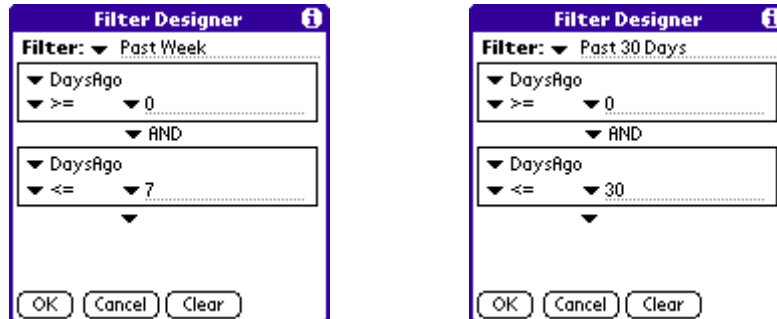 Filter Designer
Filter: Past Week
DaysAgo
>= 0
AND
DaysAgo
<= 7
OK Cancel Clear
Filter Designer
Filter: Past 30 Days
DaysAgo
>= 0
AND
DaysAgo
<= 30
OK Cancel Clear